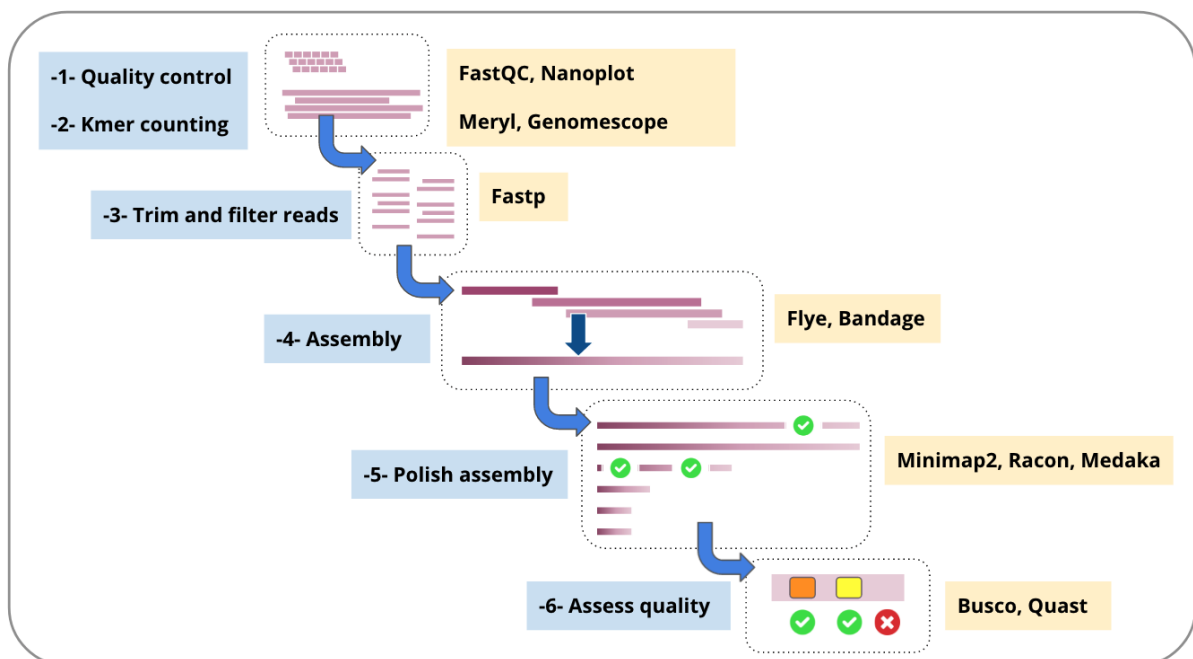 -1- Quality control
-2- Kmer counting
FastQC, Nanoplot
Meryl, Genomescope
-3- Trim and filter reads
Fastp
-4- Assembly
Flye, Bandage
-5- Polish assembly
Minimap2, Racon, Medaka
-6- Assess quality
Busco, Quast